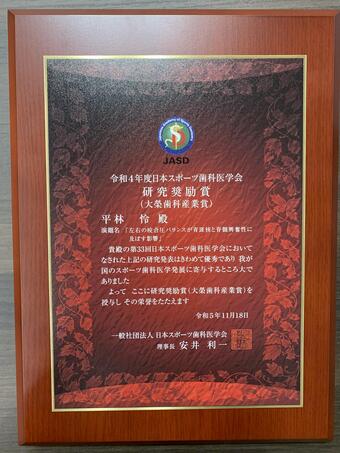 JASD
令和4年度日本スポーツ歯科医学会
研究奨励賞
(大榮歯科産業賞)
平林 怜 殿
演題名:「左右の咬合圧バランスが青斑核と脊髄興奮性に
及ぼす影響」
貴殿の第33回日本スポーツ歯科医学会において
なされた上記の研究発表はきわめて優秀であり 我が
国のスポーツ歯科医学発展に寄与するところ大で
ありました
よって ここに研究奨励賞(大榮歯科産業賞)を
授与し その栄誉をたたえます
令和5年11月18日
一般社団法人 日本スポーツ歯科医学会
理事長 安井 利一